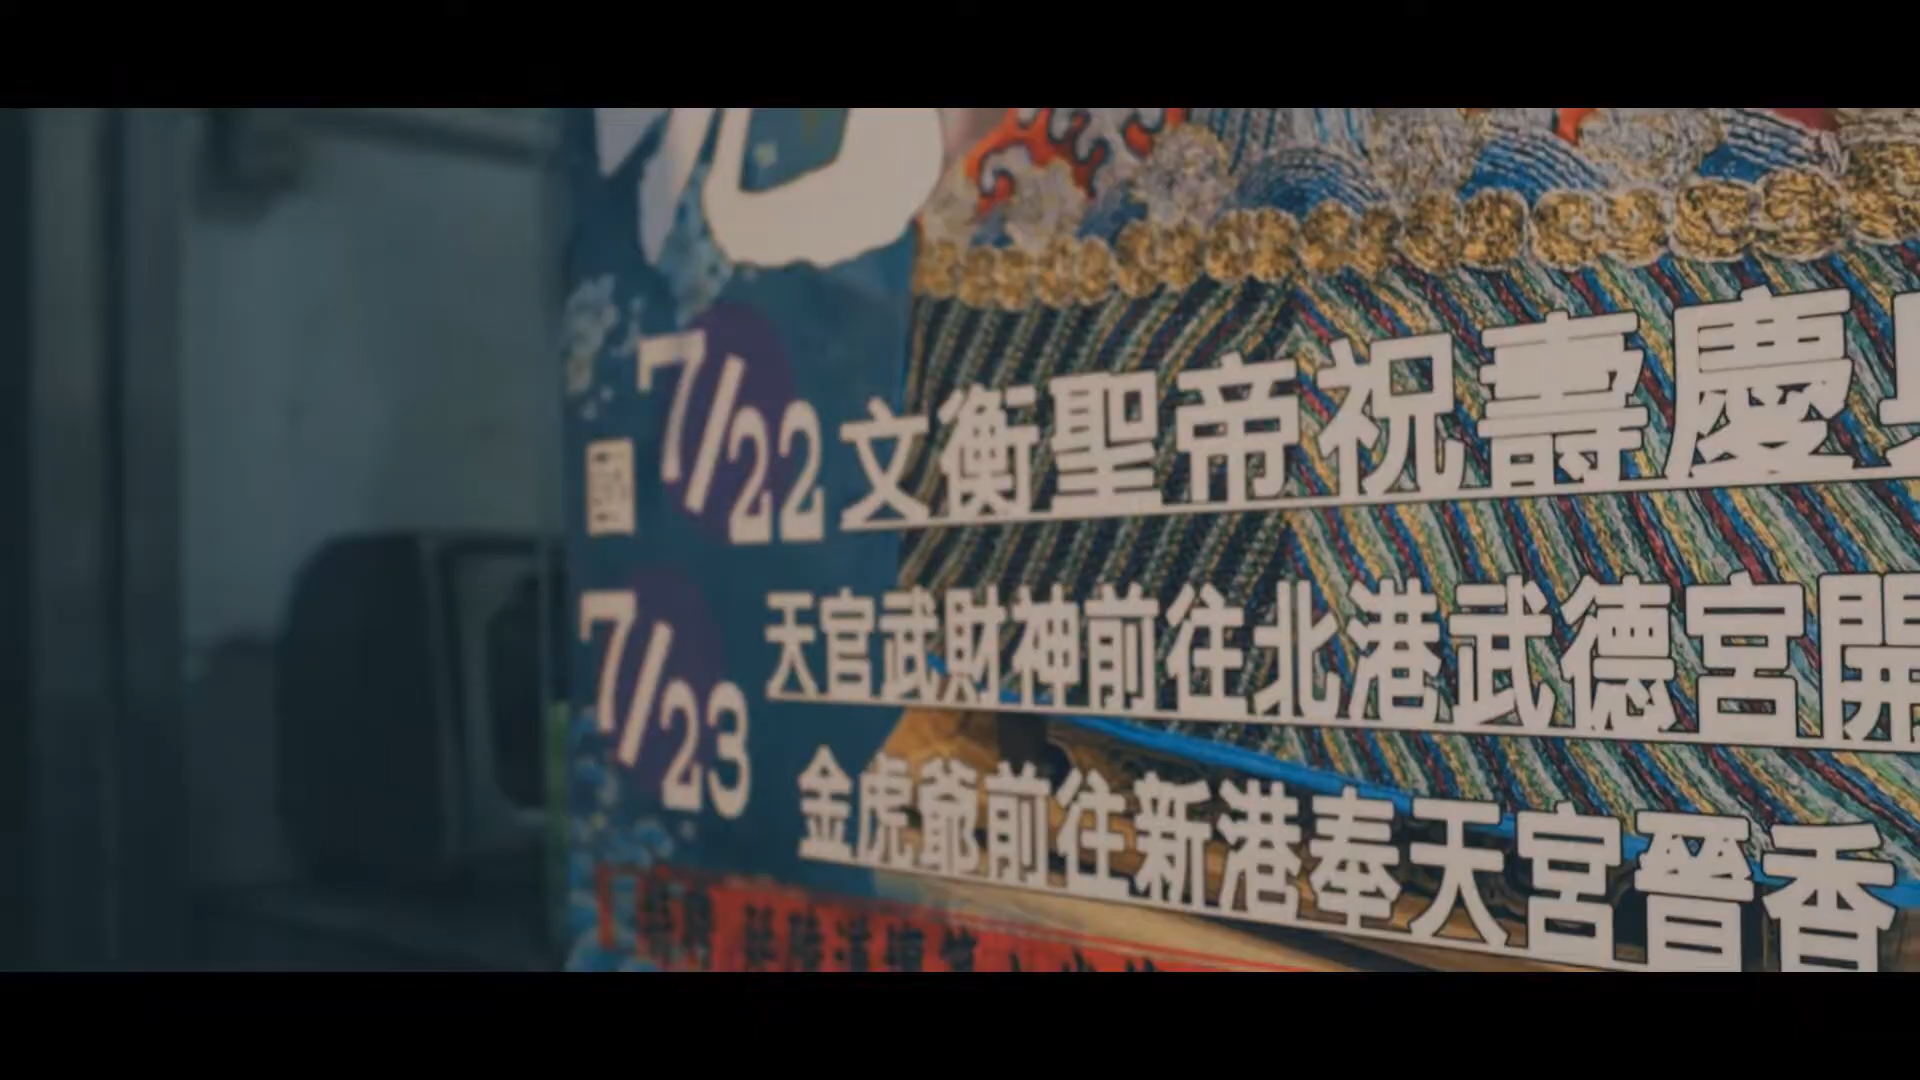 7/22 文衡聖帝祝壽慶
國
7/23 天官武財神前往北港武德宮開
金虎爺前往新港奉天宮晉香